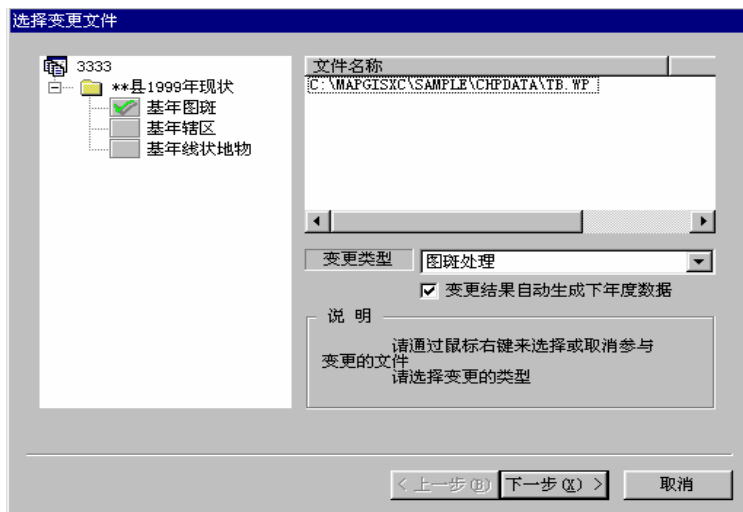 选择变更文件
3333
**县1999年现状
基年图斑
基年辖区
基年线状地物
文件名称
C:\MAPGISXC\SAMPLE\CHPDATA\TB.WP
变更类型
图斑处理
变更结果自动生成下年度数据
说 明
请通过鼠标右键来选择或取消参与
变更的文件
请选择变更的类型
< 上一步(B)
下一步(X) >
取消